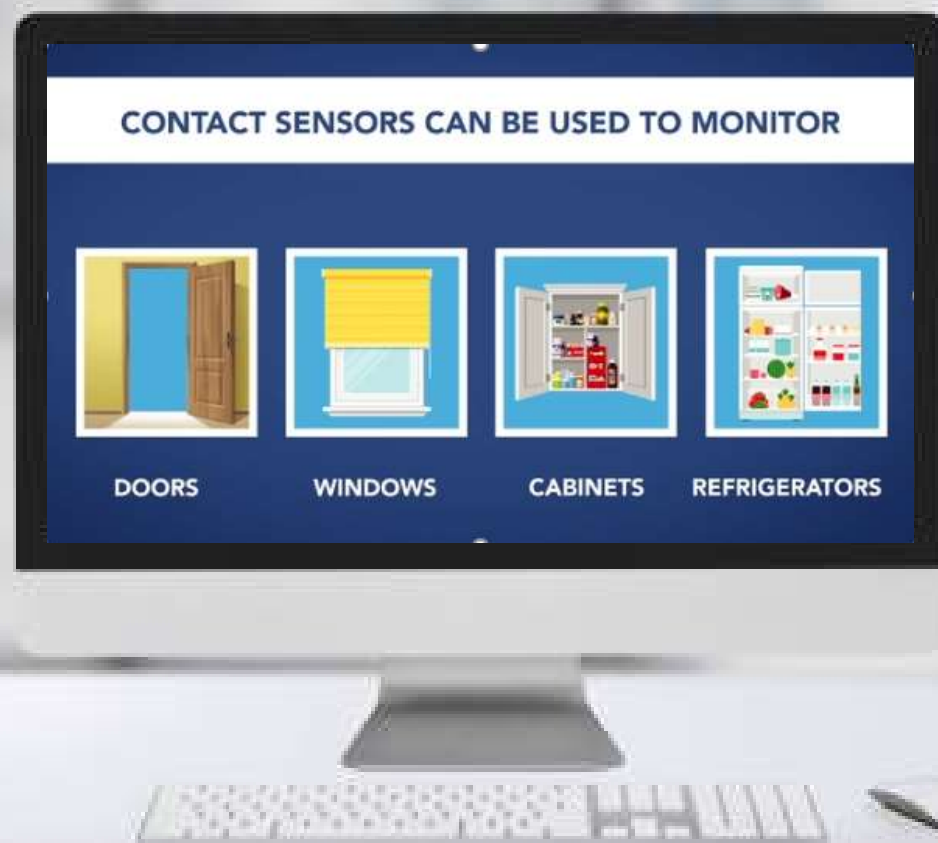 CONTACT SENSORS CAN BE USED TO MONITOR
DOORS
WINDOWS
CABINETS
REFRIGERATORS